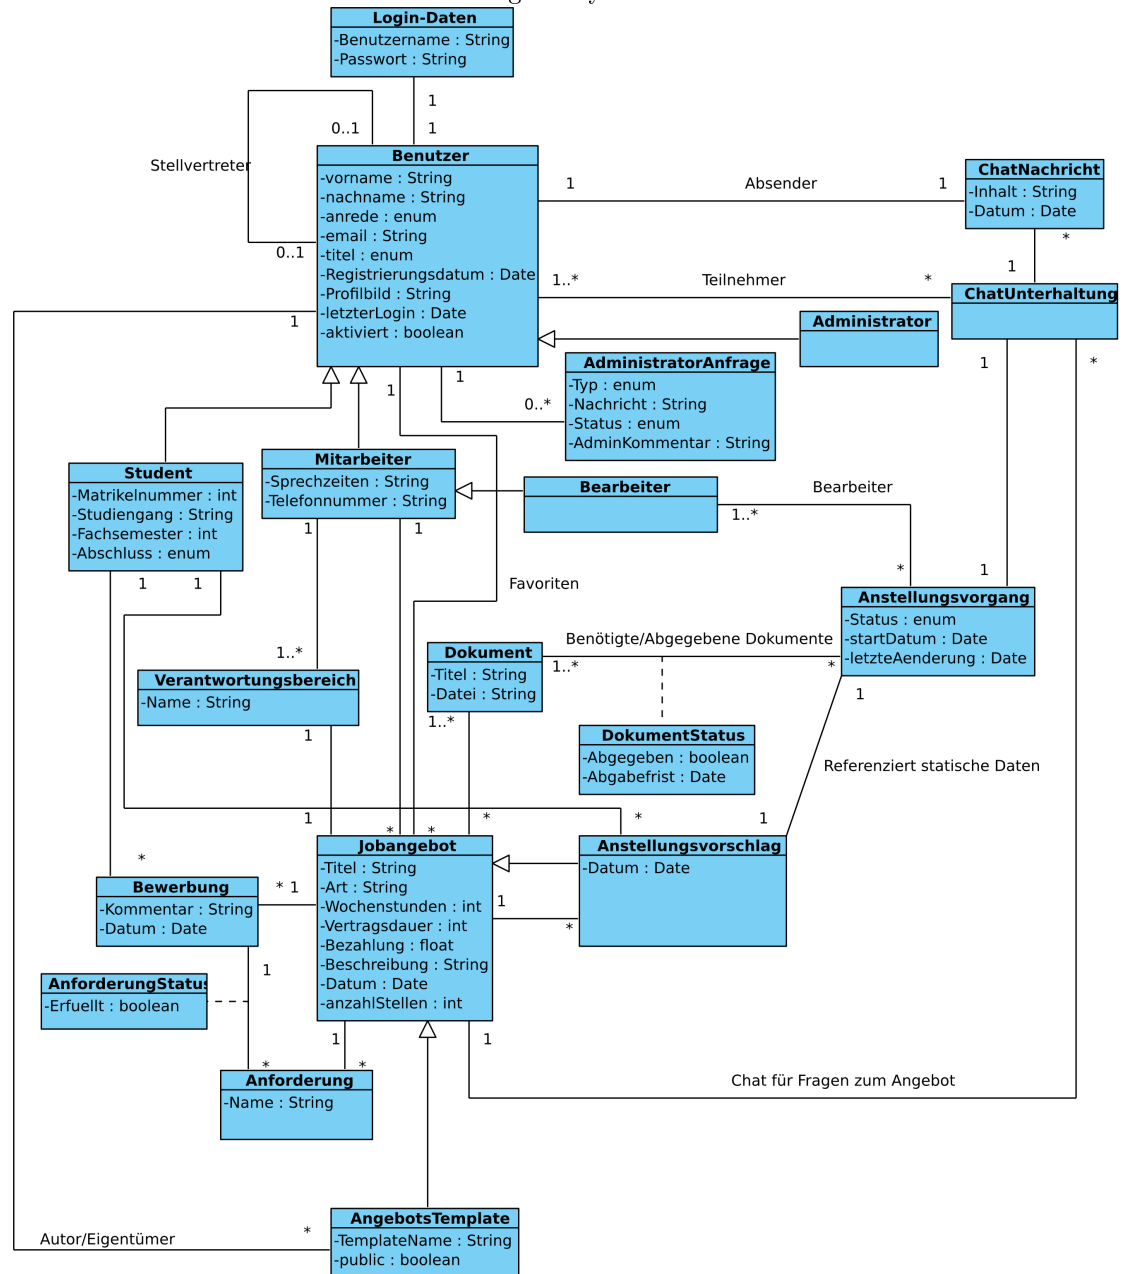 Login-Daten
-Benutzername : String
-Passwort : String
1
0..1
1
Stellvertreter
0..1
Benutzer
-vorname : String
-nachname : String
-anrede : enum
-email : String
-titel : enum
-Registrierungsdatum : Date
-Profilbild : String
-letzterLogin : Date
-aktiviert : boolean
1
Absender
1
ChatNachricht
-Inhalt : String
-Datum : Date
*
1
1..*
Teilnehmer
*
ChatUnterhaltung
1
Administrator
1
*
AdministratorAnfrage
-Typ : enum
-Nachricht : String
-Status : enum
-AdminKommentar : String
1
1
0..*
Student
-Matrikelnummer : int
-Studiengang : String
-Fachsemester : int
-Abschluss : enum
Mitarbeiter
-Sprechzeiten : String
-Telefonnummer : String
Bearbeiter
Bearbeiter
1..*
*
1
1
1
1
1
Favoriten
Anstellungsvorgang
-Status : enum
-startDatum : Date
-letzteAenderung : Date
1..*
Verantwortungsbereich
-Name : String
Dokument
-Titel : String
-Datei : String
Benötigte/Abgegebene Dokumente
1..*
*
1
1
1..*
DokumentStatus
-Abgegeben : boolean
-Abgabefrist : Date
Referenziert statische Daten
1
*
*
*
*
1
Jobangebot
-Titel : String
-Art : String
-Wochenstunden : int
-Vertragsdauer : int
-Bezahlung : float
-Beschreibung : String
-Datum : Date
-anzahlStellen : int
Anstellungsvorschlag
-Datum : Date
*
Bewerbung
-Kommentar : String
-Datum : Date
* 1
1
*
1
AnforderungStatus
-Erfuellt : boolean
1
1
*
*
Anforderung
-Name : String
Chat für Fragen zum Angebot
*
Autor/Eigentümer
AngebotsTemplate
-TemplateName : String
-public : boolean